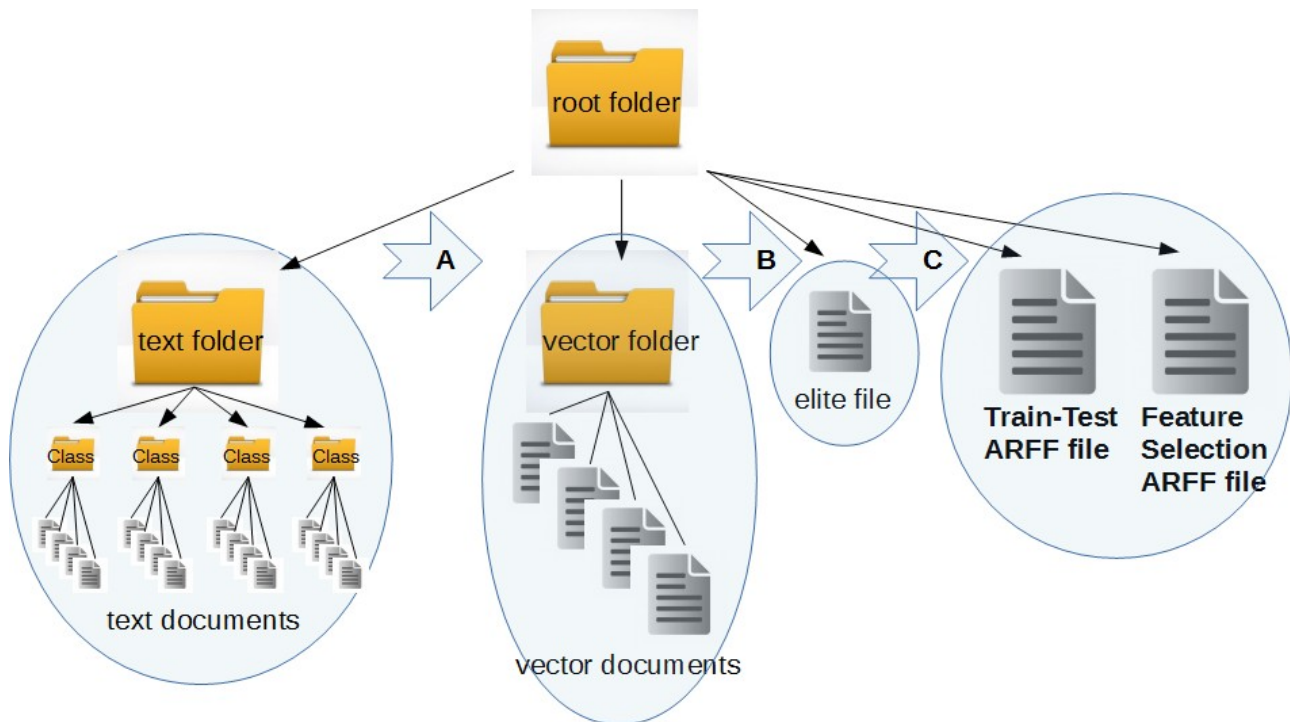 root folder
A
B
C
text folder
vector folder
elite file
Train-Test
ARFF file
Feature
Selection
ARFF file
Class
Class
Class
Class
text documents
vector documents